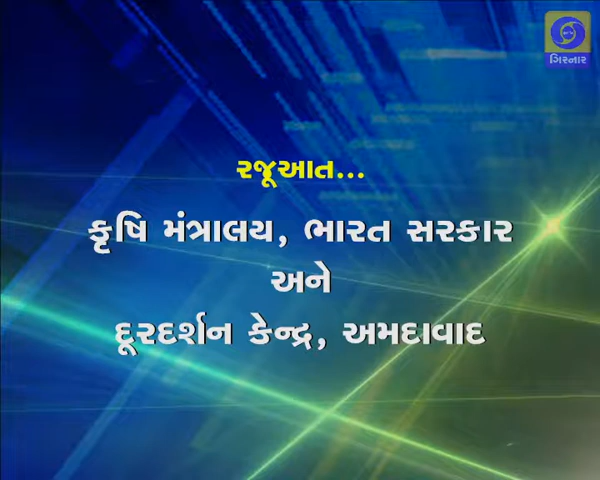 ગિરનાર
રજૂઆત...
કૃષિ મંત્રાલય, ભારત સરકાર
અને
દૂરદર્શન કેન્દ્ર, અમદાવાદ